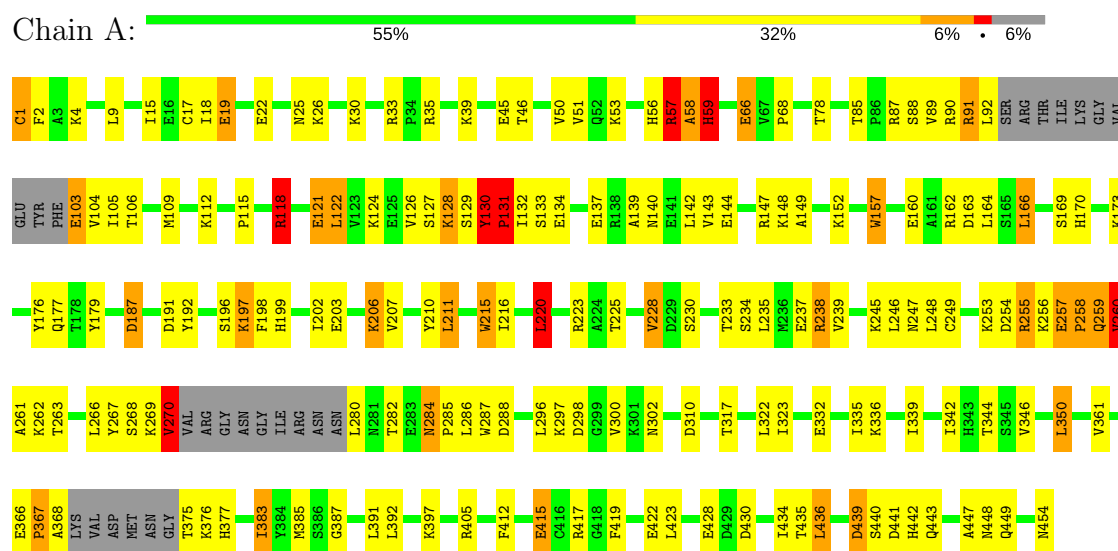 Chain A:
55% 32% 6% • 6%
C1 F2 A3 K4 L9 I15 E16 C17 I18 E19 E22 N25 K26 K30 R33 P34 R35 K39 E45 T46 V50 V51 Q52 K53 H56 R57 A58 H59 E66 V67 P68 T78 T85 P86 R87 S88 V89 R90 R91 L92 SER ARG THR ILE LYS GLY VAL
GLU TYR PHE E103 V104 I105 T106 M109 K112 P115 R118 E121 L122 V123 K124 E125 V126 S127 K128 S129 Y130 P131 I132 S133 E134 E137 R138 A139 N140 E141 L142 V143 E144 R147 K148 A149 K152 W157 E160 A161 R162 D163 L164 S165 L166 S169 H170 K173
Y176 Q177 T178 Y179 D187 D191 Y192 S196 K197 F198 H199 I202 E203 K206 V207 Y210 L211 W215 I216 L220 R223 A224 T225 V228 D229 S230 T233 S234 L235 M236 E237 R238 V239 K245 L246 N247 L248 C249 K253 D254 R255 K256 E257 P258 Q259
A261 K262 T263 L266 Y267 S268 K269 V270 VAL ARG GLY ASN GLY ILE ARG ASN ASN L280 N281 T282 E283 N284 P285 L286 W287 D288 L296 K297 D298 G299 V300 K301 N302 D310 T317 L322 I323 E332 I335 K336 I339 I342 H343 T344 S345 V346 L350 V361
E366 P367 A368 LYS VAL ASP MET ASN GLY T375 K376 H377 I383 Y384 M385 S386 G387 L391 L392 K397 R405 F412 E415 C416 R417 G418 F419 E422 L423 E428 D429 D430 I434 T435 L436 D439 S440 D441 H442 Q443 A447 N448 Q449 N454